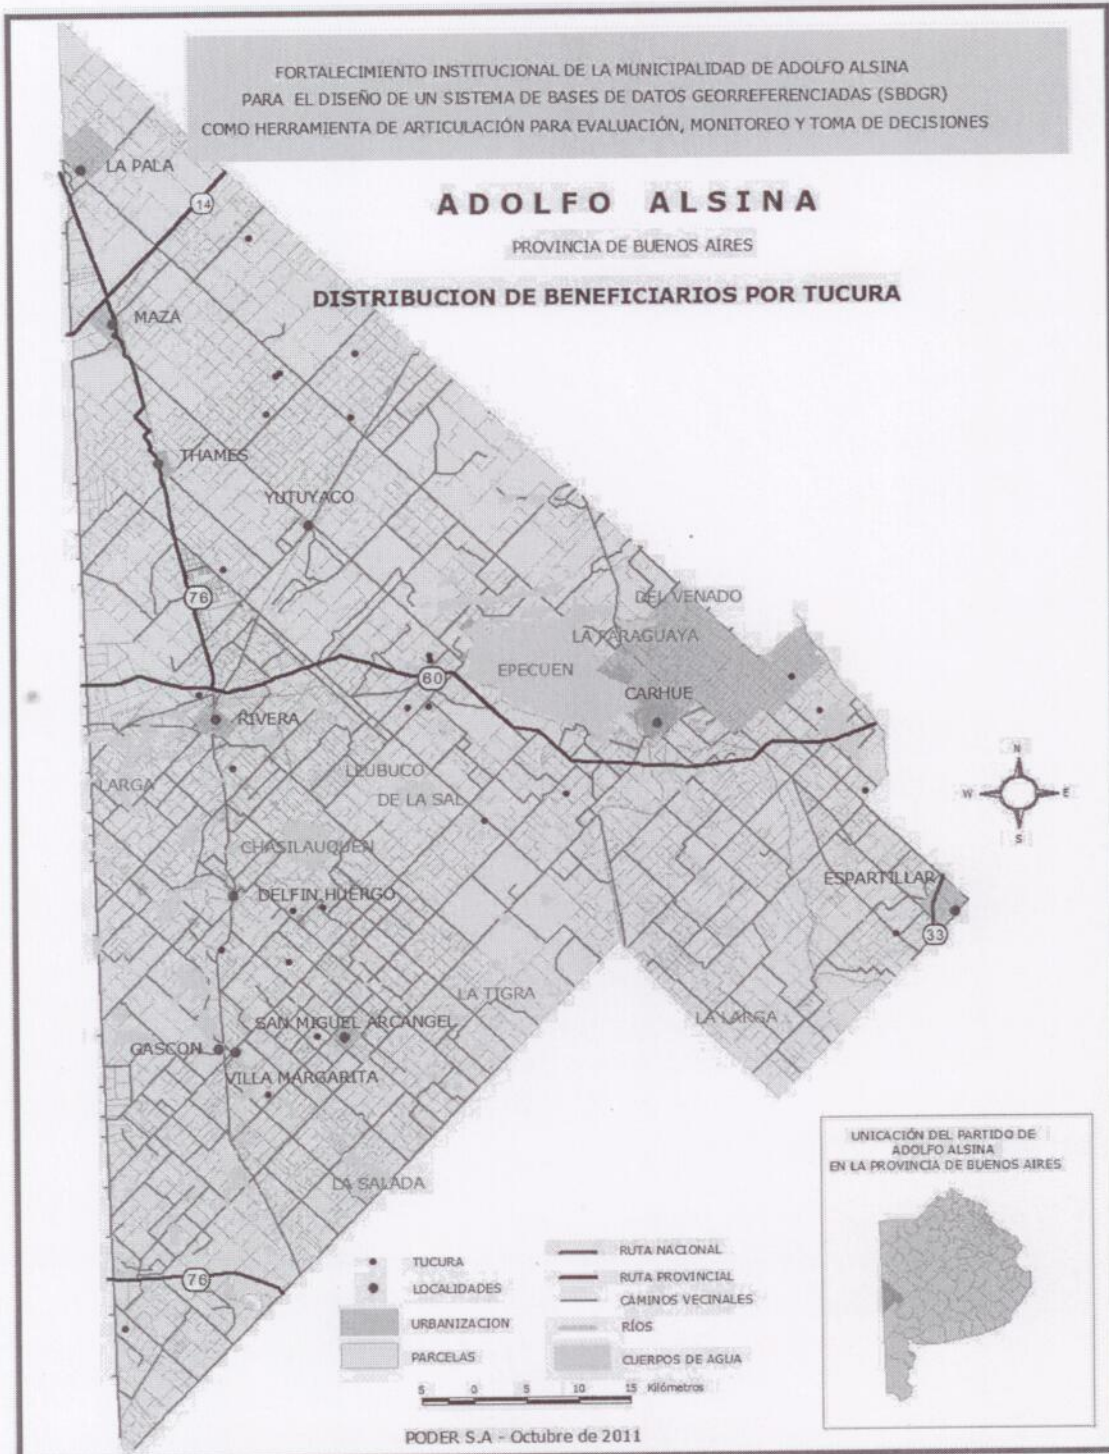 FORTALECIMIENTO INSTITUCIONAL DE LA MUNICIPALIDAD DE ADOLFO ALSINA
PARA EL DISEÑO DE UN SISTEMA DE BASES DE DATOS GEORREFERENCIADAS (SBDGR)
COMO HERRAMIENTA DE ARTICULACIÓN PARA EVALUACIÓN, MONITOREO Y TOMA DE DECISIONES
ADOLFO ALSINA
PROVINCIA DE BUENOS AIRES
DISTRIBUCION DE BENEFICIARIOS POR TUCURA
LA PALA
14
MAZA
THAMES
YUTUYACO
76
DEL VENADO
LA PARAGUAYA
EPECUEN
60
CARHUE
RIVERA
LEUBUCO
LARGA
DE LA SAL
N
W
E
S
CHASILAUQUEN
ESPARTILLAR
DELFIN HUERGO
33
LA TIGRA
LA LARGA
SAN MIGUEL ARCANGEL
GASCON
VILLA MARGARITA
LA SALADA
76
UNICACIÓN DEL PARTIDO DE
ADOLFO ALSINA
EN LA PROVINCIA DE BUENOS AIRES
TUCURA
LOCALIDADES
URBANIZACION
PARCELAS
RUTA NACIONAL
RUTA PROVINCIAL
CAMINOS VECINALES
RÍOS
CUERPOS DE AGUA
5 0 5 10 15 Kilómetros
PODER S.A - Octubre de 2011